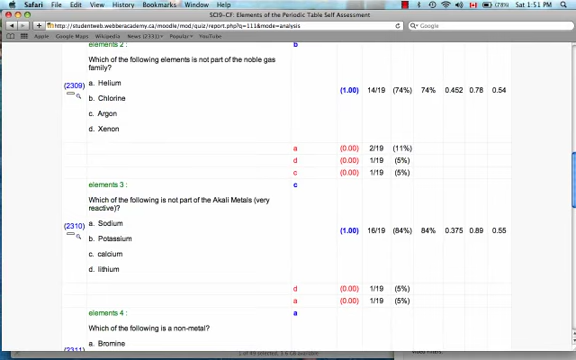 Safari File Edit View History Bookmarks Window Help (78%) Sat 1:51 PM
SCI9-CF: Elements of the Periodic Table Self Assessment
http://studentweb.webberacademy.ca/moodle/mod/quiz/report.php?q=111&mode=analysis Google
Apple Yahoo! Google Maps Wikipedia News (2331) Popular YouTube
elements 2 : b
Which of the following elements is not part of the noble gas
family?
(2309) a. Helium (1.00) 14/19 (74%) 74% 0.452 0.78 0.54
b. Chlorine
c. Argon
d. Xenon
a (0.00) 2/19 (11%)
d (0.00) 1/19 (5%)
c (0.00) 1/19 (5%)
elements 3 : c
Which of the following is not part of the Akali Metals (very
reactive)?
(2310) a. Sodium (1.00) 16/19 (84%) 84% 0.375 0.89 0.55
b. Potassium
c. calcium
d. lithium
d (0.00) 1/19 (5%)
a (0.00) 1/19 (5%)
elements 4 : a
Which of the following is a non-metal?
(2311) a. Bromine